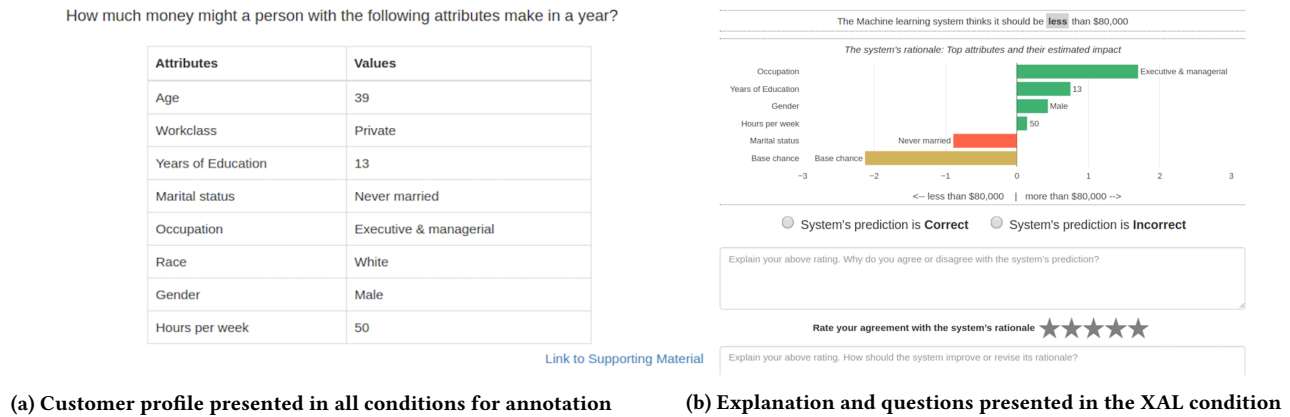 How much money might a person with the following attributes make in a year?
Attributes Values
Age 39
Workclass Private
Years of Education 13
Marital status Never married
Occupation Executive & managerial
Race White
Gender Male
Hours per week 50
Link to Supporting Material
(a) Customer profile presented in all conditions for annotation
The Machine learning system thinks it should be less than $80,000
The system's rationale: Top attributes and their estimated impact
Occupation Executive & managerial
Years of Education 13
Gender Male
Hours per week 50
Marital status Never married
Base chance Base chance
−3 −2 −1 0 1 2 3
<-- less than $80,000 | more than $80,000 -->
System's prediction is Correct System's prediction is Incorrect
Explain your above rating. Why do you agree or disagree with the system's prediction?
Rate your agreement with the system's rationale
Explain your above rating. How should the system improve or revise its rationale?
(b) Explanation and questions presented in the XAL condition